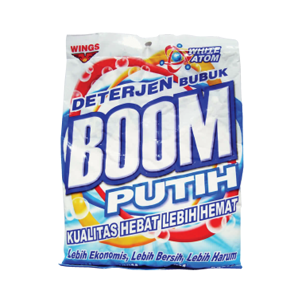 WINGS
WHITE
ATOM
DETERJEN BUBUK
BOOM
PUTIH
KUALITAS HEBAT LEBIH HEMAT
Lebih Ekonomis, Lebih Bersih, Lebih Harum